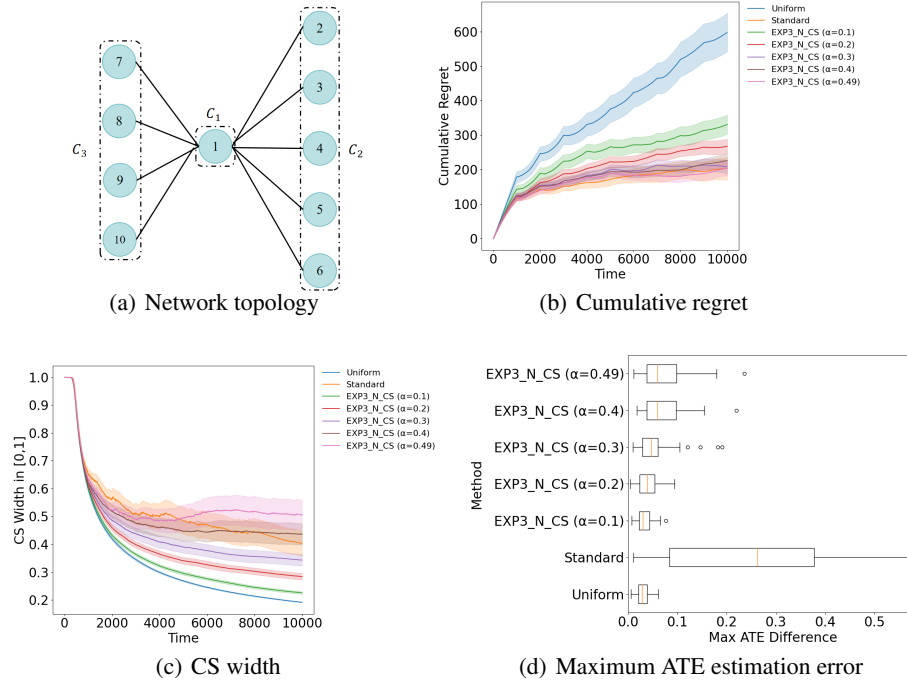 C₁
C₂
C₃
1
2
3
4
5
6
7
8
9
10
(a) Network topology
Uniform
Standard
EXP3_N_CS (α=0.1)
EXP3_N_CS (α=0.2)
EXP3_N_CS (α=0.3)
EXP3_N_CS (α=0.4)
EXP3_N_CS (α=0.49)
Cumulative Regret
600
500
400
300
200
100
0
0 2000 4000 6000 8000 10000
Time
(b) Cumulative regret
Uniform
Standard
EXP3_N_CS (α=0.1)
EXP3_N_CS (α=0.2)
EXP3_N_CS (α=0.3)
EXP3_N_CS (α=0.4)
EXP3_N_CS (α=0.49)
CS Width in [0,1]
1.0
0.9
0.8
0.7
0.6
0.5
0.4
0.3
0.2
0 2000 4000 6000 8000 10000
Time
(c) CS width
Method
EXP3_N_CS (α=0.49)
EXP3_N_CS (α=0.4)
EXP3_N_CS (α=0.3)
EXP3_N_CS (α=0.2)
EXP3_N_CS (α=0.1)
Standard
Uniform
0.0 0.1 0.2 0.3 0.4 0.5
Max ATE Difference
(d) Maximum ATE estimation error